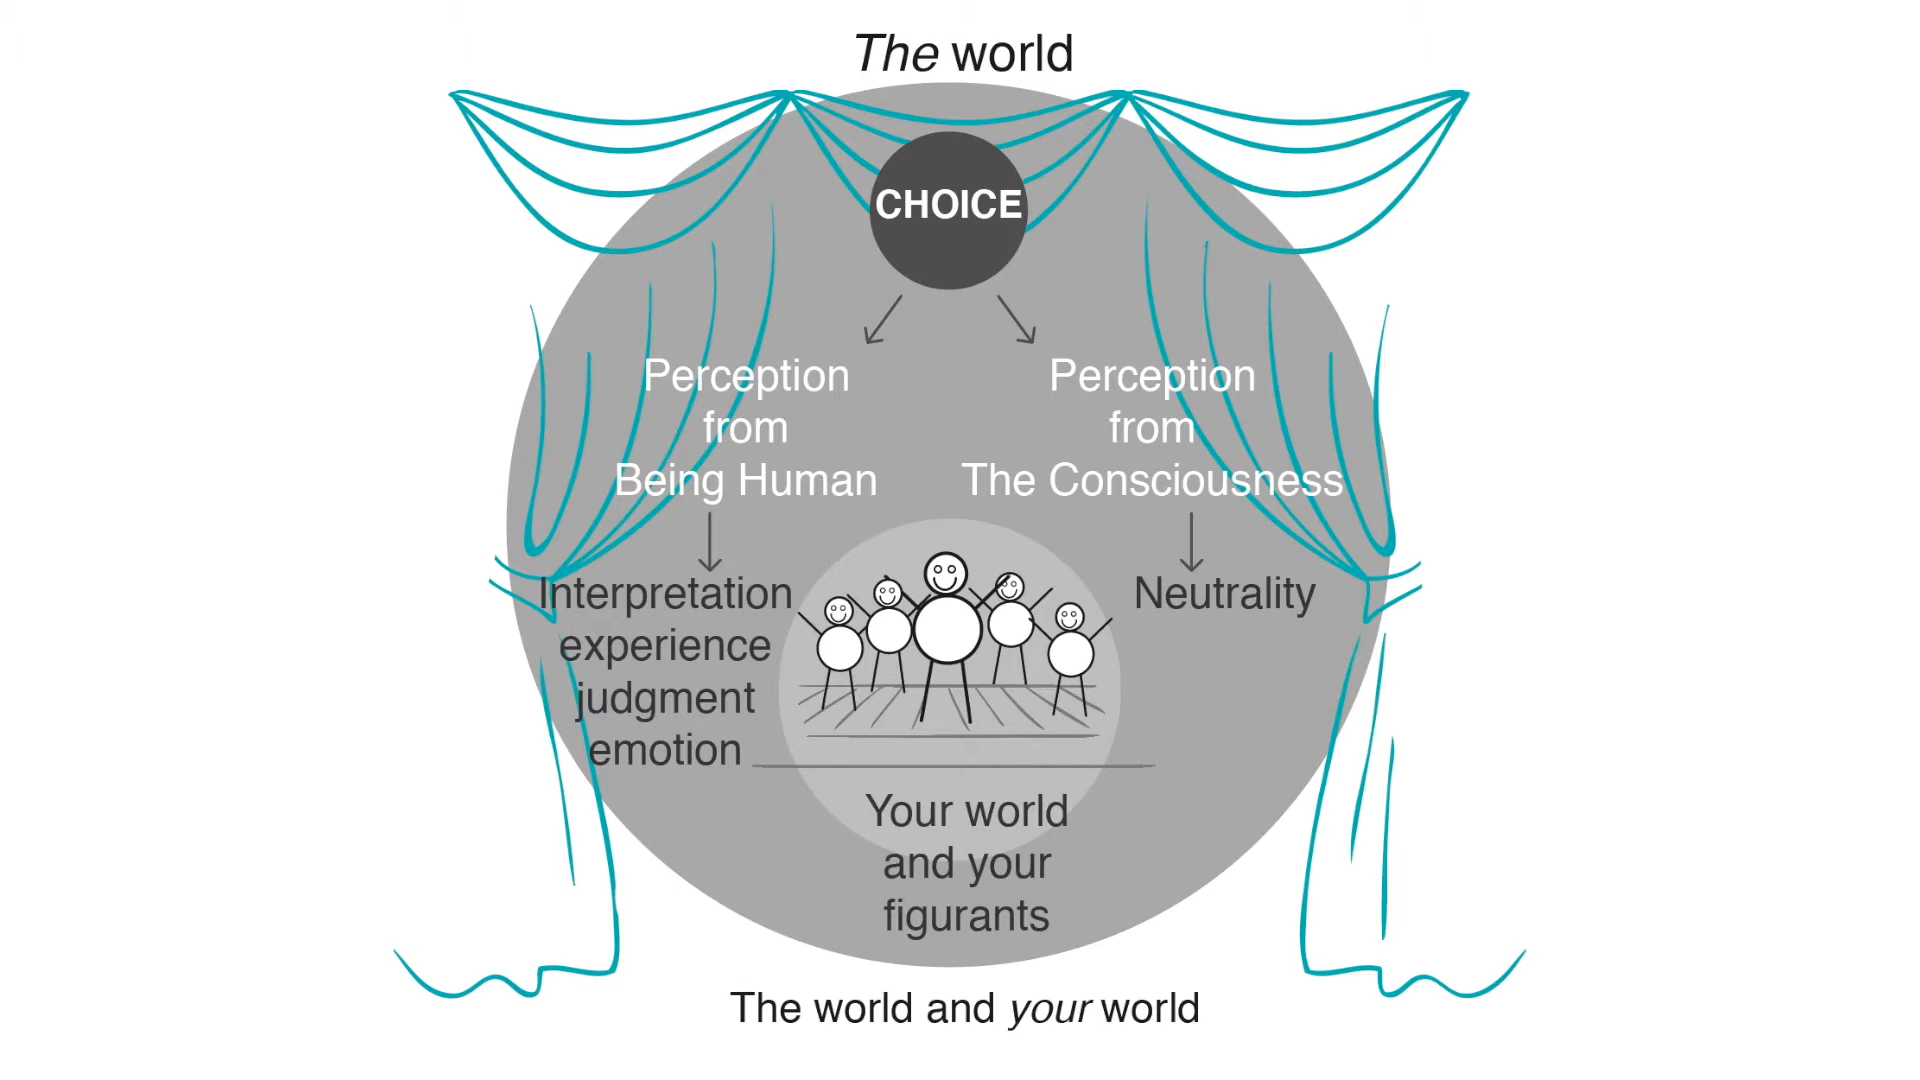 The world
CHOICE
Perception
from
Being Human
Perception
from
The Consciousness
Interpretation
experience
judgment
emotion
Neutrality
Your world
and your
figurants
The world and your world